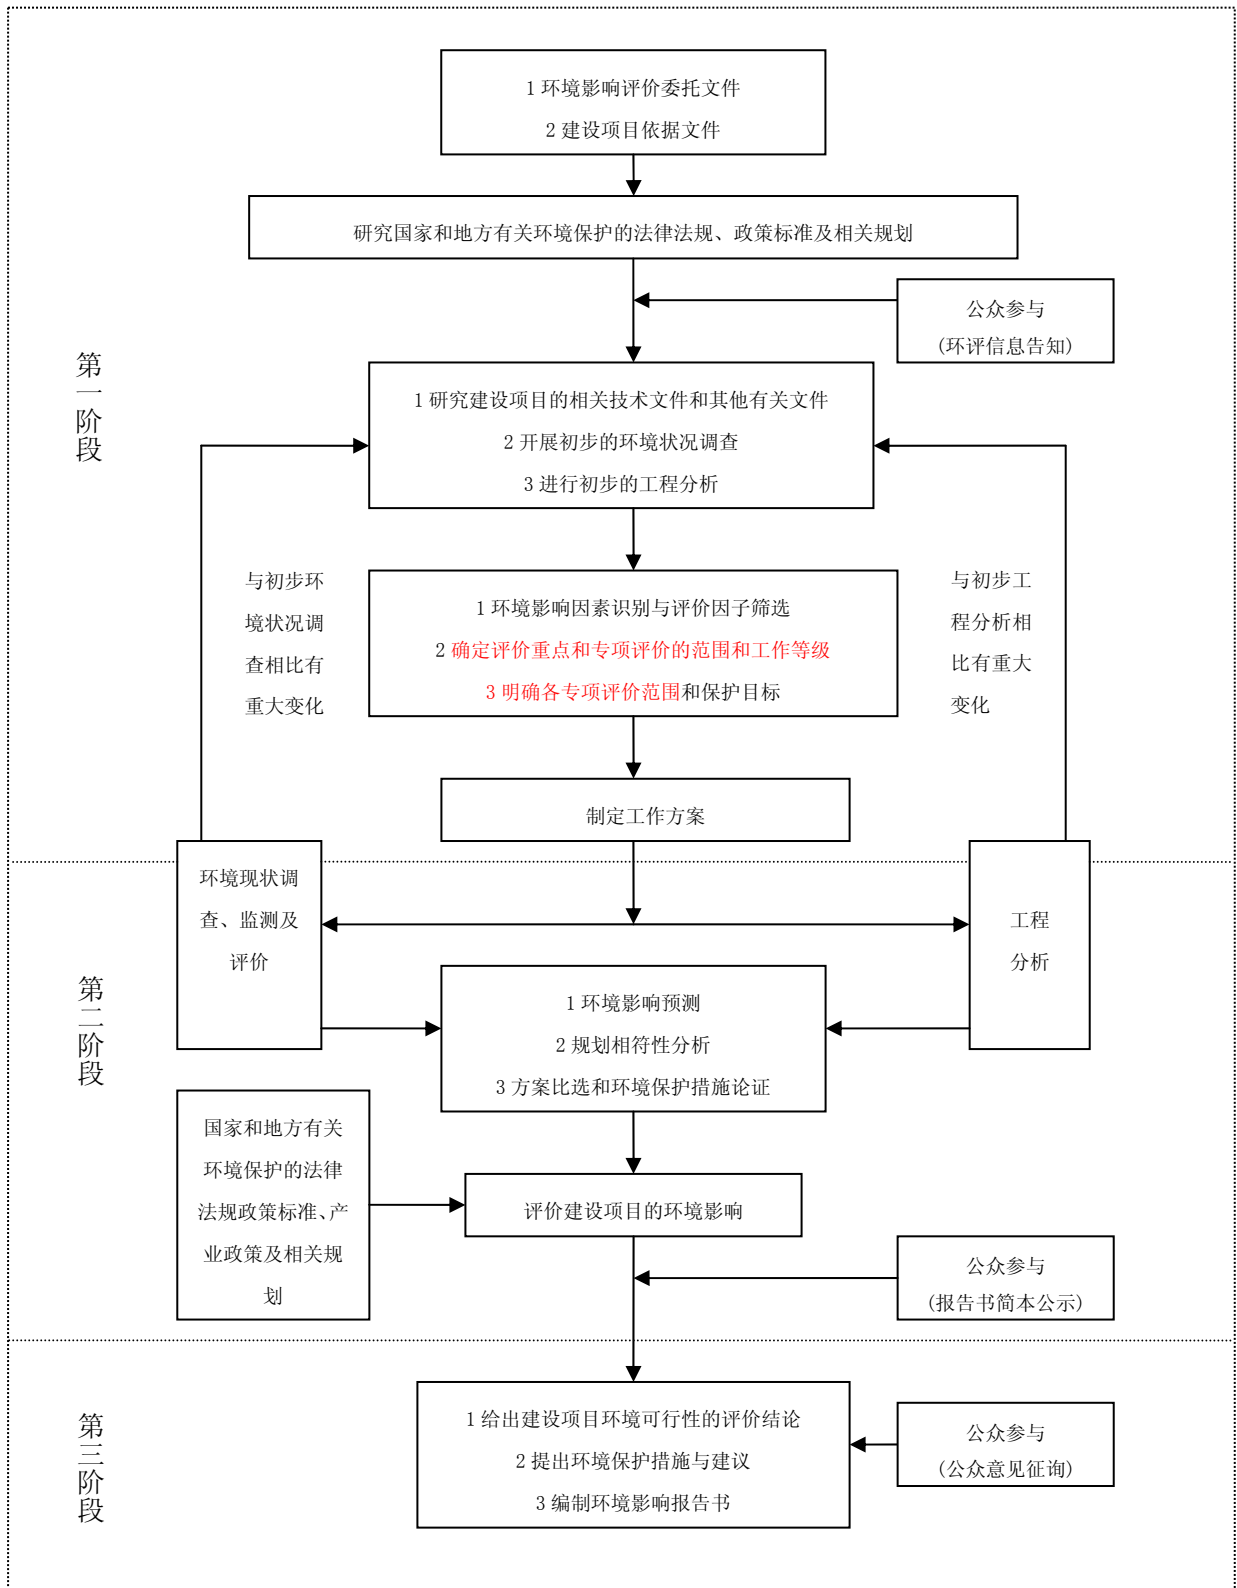 1 环境影响评价委托文件
2 建设项目依据文件
研究国家和地方有关环境保护的法律法规、政策标准及相关规划
公众参与
(环评信息告知)
第一阶段
1 研究建设项目的相关技术文件和其他有关文件
2 开展初步的环境状况调查
3 进行初步的工程分析
与初步环
境状况调
查相比有
重大变化
1 环境影响因素识别与评价因子筛选
2 确定评价重点和专项评价的范围和工作等级
3 明确各专项评价范围和保护目标
与初步工
程分析相
比有重大
变化
制定工作方案
环境现状调
查、监测及
评价
工程
分析
第二阶段
1 环境影响预测
2 规划相符性分析
3 方案比选和环境保护措施论证
国家和地方有关
环境保护的法律
法规政策标准、产
业政策及相关规
划
评价建设项目的环境影响
公众参与
(报告书简本公示)
第三阶段
1 给出建设项目环境可行性的评价结论
2 提出环境保护措施与建议
3 编制环境影响报告书
公众参与
(公众意见征询)